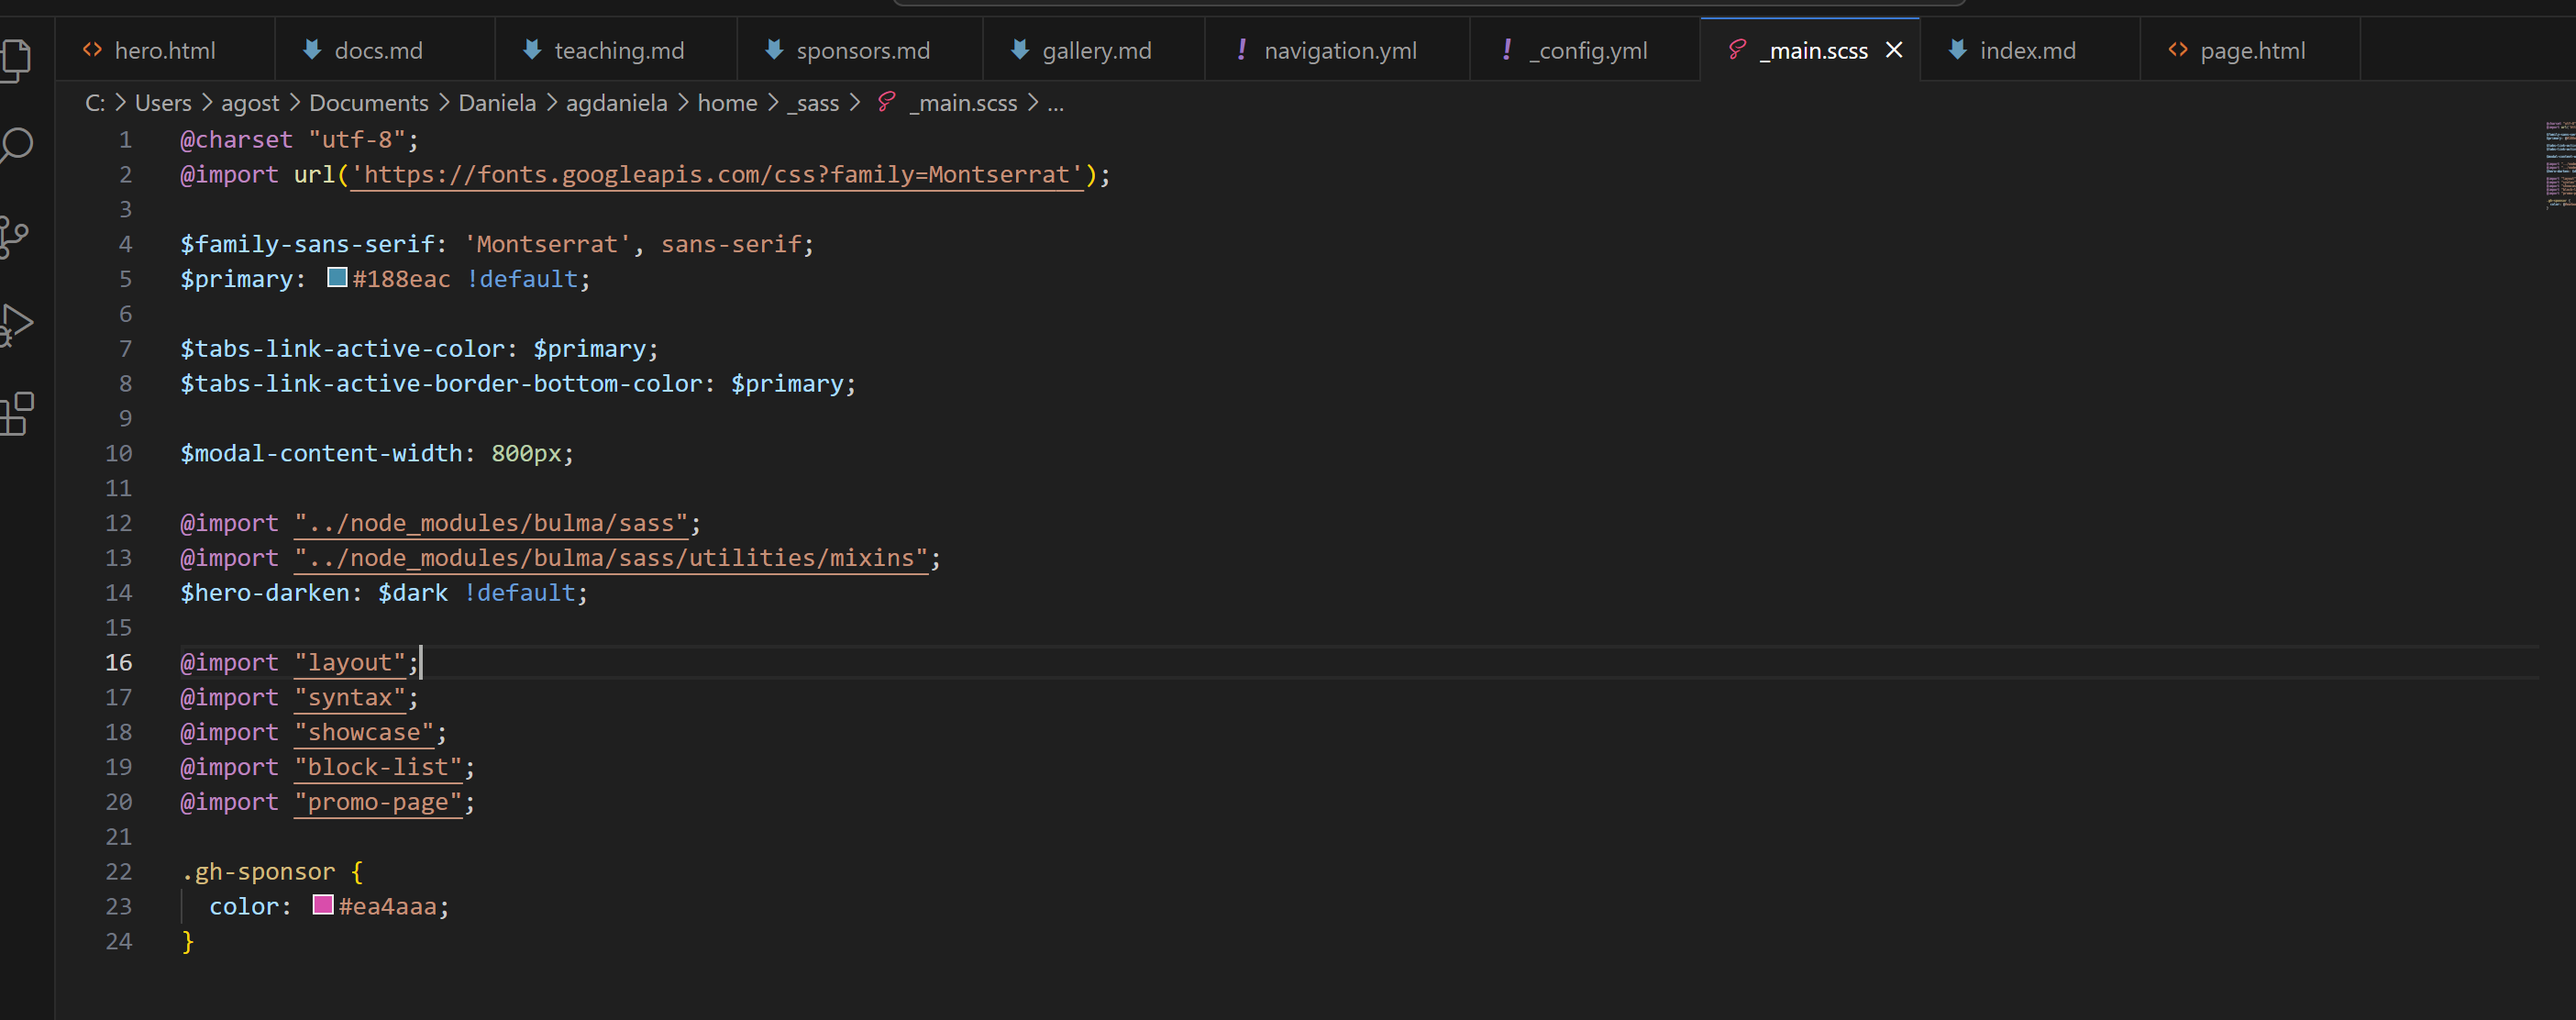 hero.html docs.md teaching.md sponsors.md gallery.md ! navigation.yml ! _config.yml _main.scss index.md page.html
C: > Users > agost > Documents > Daniela > agdaniela > home > _sass > _main.scss > ...
1 @charset "utf-8";
2 @import url('https://fonts.googleapis.com/css?family=Montserrat');
3
4 $family-sans-serif: 'Montserrat', sans-serif;
5 $primary: #188eac !default;
6
7 $tabs-link-active-color: $primary;
8 $tabs-link-active-border-bottom-color: $primary;
9
10 $modal-content-width: 800px;
11
12 @import "../node_modules/bulma/sass";
13 @import "../node_modules/bulma/sass/utilities/mixins";
14 $hero-darken: $dark !default;
15
16 @import "layout";
17 @import "syntax";
18 @import "showcase";
19 @import "block-list";
20 @import "promo-page";
21
22 .gh-sponsor {
23 color: #ea4aaa;
24 }